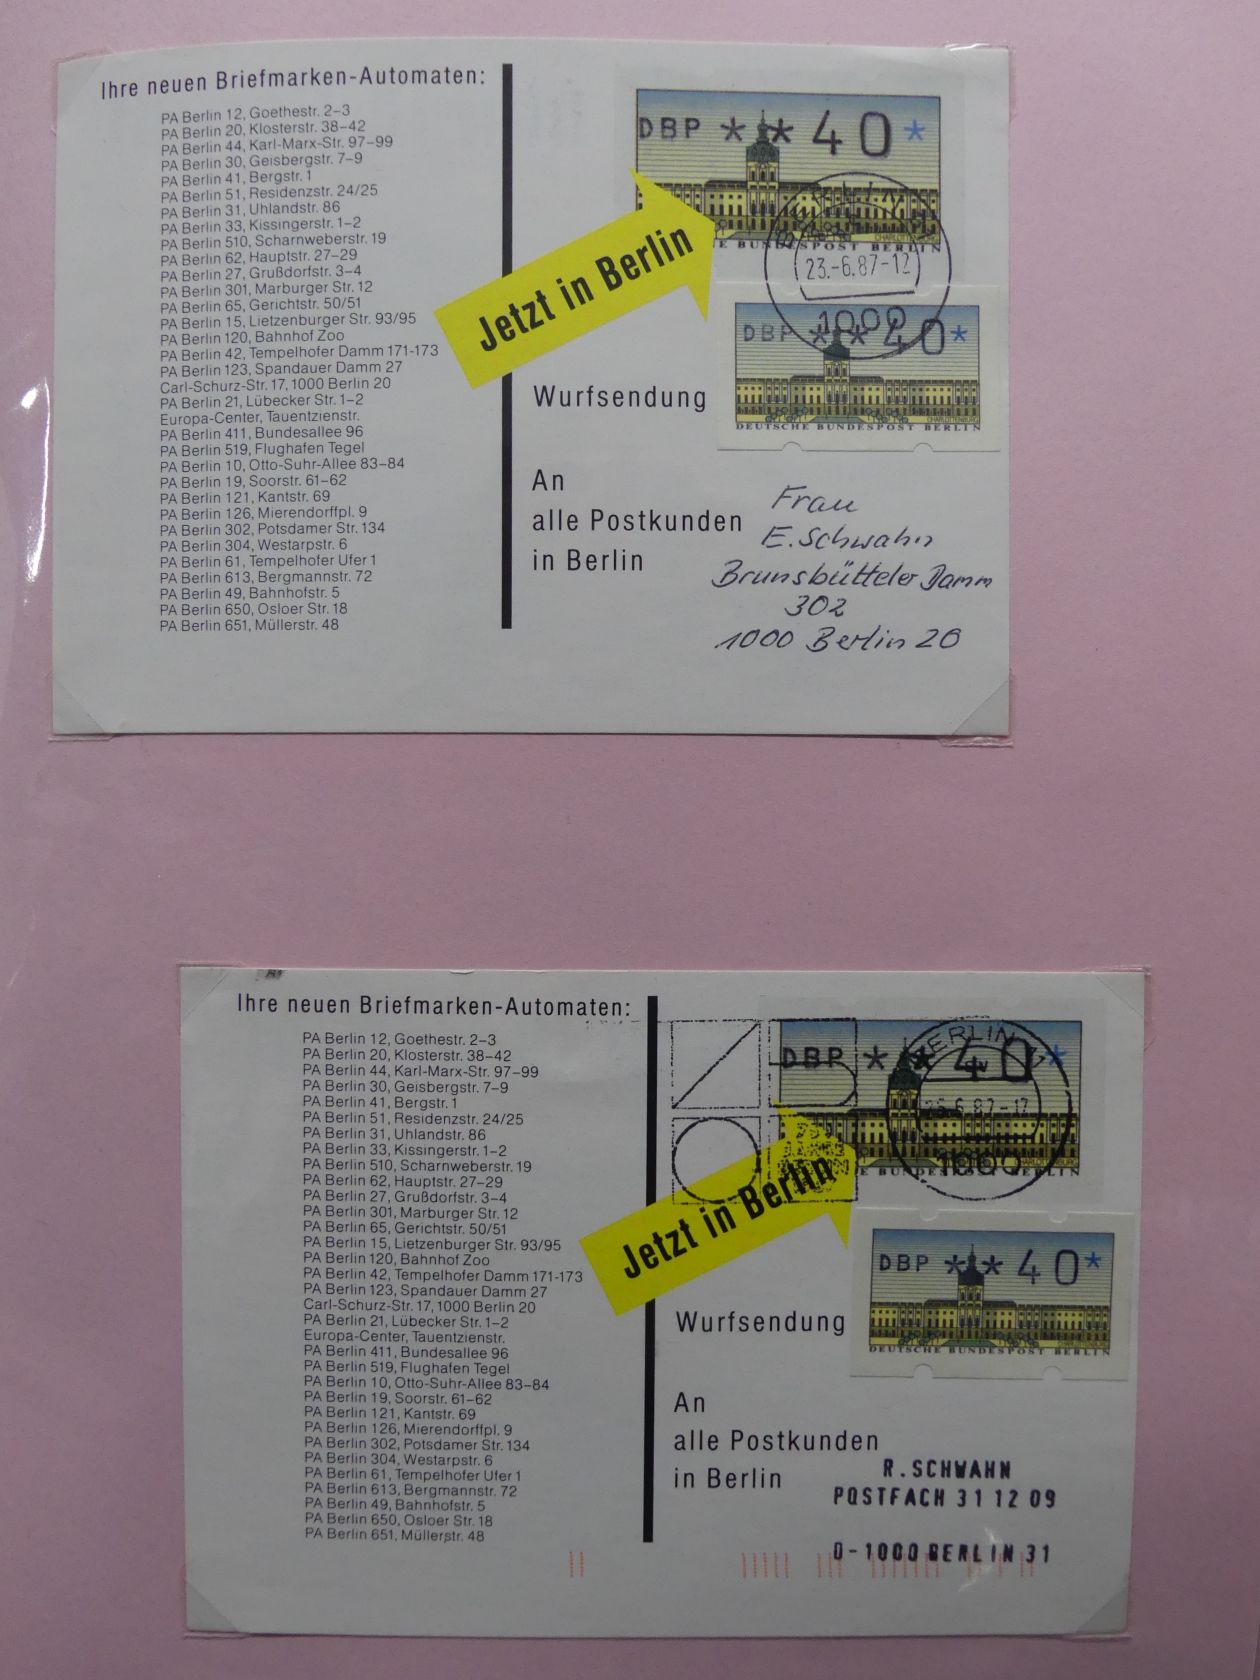 Ihre neuen Briefmarken-Automaten:
PA Berlin 12, Goethestr. 2–3
PA Berlin 20, Klosterstr. 38–42
PA Berlin 44, Karl-Marx-Str. 97–99
PA Berlin 30, Geisbergstr. 7–9
PA Berlin 41, Bergstr. 1
PA Berlin 51, Residenzstr. 24/25
PA Berlin 31, Uhlandstr. 86
PA Berlin 33, Kissingerstr. 1–2
PA Berlin 510, Scharnweberstr. 19
PA Berlin 62, Hauptstr. 27–29
PA Berlin 27, Grußdorfstr. 3–4
PA Berlin 301, Marburger Str. 12
PA Berlin 65, Gerichtstr. 50/51
PA Berlin 15, Lietzenburger Str. 93/95
PA Berlin 120, Bahnhof Zoo
PA Berlin 42, Tempelhofer Damm 171-173
PA Berlin 123, Spandauer Damm 27
Carl-Schurz-Str. 17, 1000 Berlin 20
PA Berlin 21, Lübecker Str. 1–2
Europa-Center, Tauentzienstr.
PA Berlin 411, Bundesallee 96
PA Berlin 519, Flughafen Tegel
PA Berlin 10, Otto-Suhr-Allee 83–84
PA Berlin 19, Soorstr. 61–62
PA Berlin 121, Kantstr. 69
PA Berlin 126, Mierendorffpl. 9
PA Berlin 302, Potsdamer Str. 134
PA Berlin 304, Westarpstr. 6
PA Berlin 61, Tempelhofer Ufer 1
PA Berlin 613, Bergmannstr. 72
PA Berlin 49, Bahnhofstr. 5
PA Berlin 650, Osloer Str. 18
PA Berlin 651, Müllerstr. 48
DBP **40*
CHARLOTTENBURG
DEUTSCHE BUNDESPOST BERLIN
Jetzt in Berlin
23.-6.87-12
1000
DBP **40*
CHARLOTTENBURG
DEUTSCHE BUNDESPOST BERLIN
Wurfsendung
An
alle Postkunden
in Berlin
Frau
E. Schwahn
Brunsbütteler Damm
302
1000 Berlin 20
Ihre neuen Briefmarken-Automaten:
PA Berlin 12, Goethestr. 2–3
PA Berlin 20, Klosterstr. 38–42
PA Berlin 44, Karl-Marx-Str. 97–99
PA Berlin 30, Geisbergstr. 7–9
PA Berlin 41, Bergstr. 1
PA Berlin 51, Residenzstr. 24/25
PA Berlin 31, Uhlandstr. 86
PA Berlin 33, Kissingerstr. 1–2
PA Berlin 510, Scharnweberstr. 19
PA Berlin 62, Hauptstr. 27–29
PA Berlin 27, Grußdorfstr. 3–4
PA Berlin 301, Marburger Str. 12
PA Berlin 65, Gerichtstr. 50/51
PA Berlin 15, Lietzenburger Str. 93/95
PA Berlin 120, Bahnhof Zoo
PA Berlin 42, Tempelhofer Damm 171-173
PA Berlin 123, Spandauer Damm 27
Carl-Schurz-Str. 17, 1000 Berlin 20
PA Berlin 21, Lübecker Str. 1–2
Europa-Center, Tauentzienstr.
PA Berlin 411, Bundesallee 96
PA Berlin 519, Flughafen Tegel
PA Berlin 10, Otto-Suhr-Allee 83–84
PA Berlin 19, Soorstr. 61–62
PA Berlin 121, Kantstr. 69
PA Berlin 126, Mierendorffpl. 9
PA Berlin 302, Potsdamer Str. 134
PA Berlin 304, Westarpstr. 6
PA Berlin 61, Tempelhofer Ufer 1
PA Berlin 613, Bergmannstr. 72
PA Berlin 49, Bahnhofstr. 5
PA Berlin 650, Osloer Str. 18
PA Berlin 651, Müllerstr. 48
DBP **40*
BERLIN
1000
CHARLOTTENBURG
BUNDESPOST BERLIN
Jetzt in Berlin
DBP **40*
CHARLOTTENBURG
DEUTSCHE BUNDESPOST BERLIN
Wurfsendung
An
alle Postkunden
in Berlin
R. SCHWAHN
POSTFACH 31 12 09
D-1000 BERLIN 31